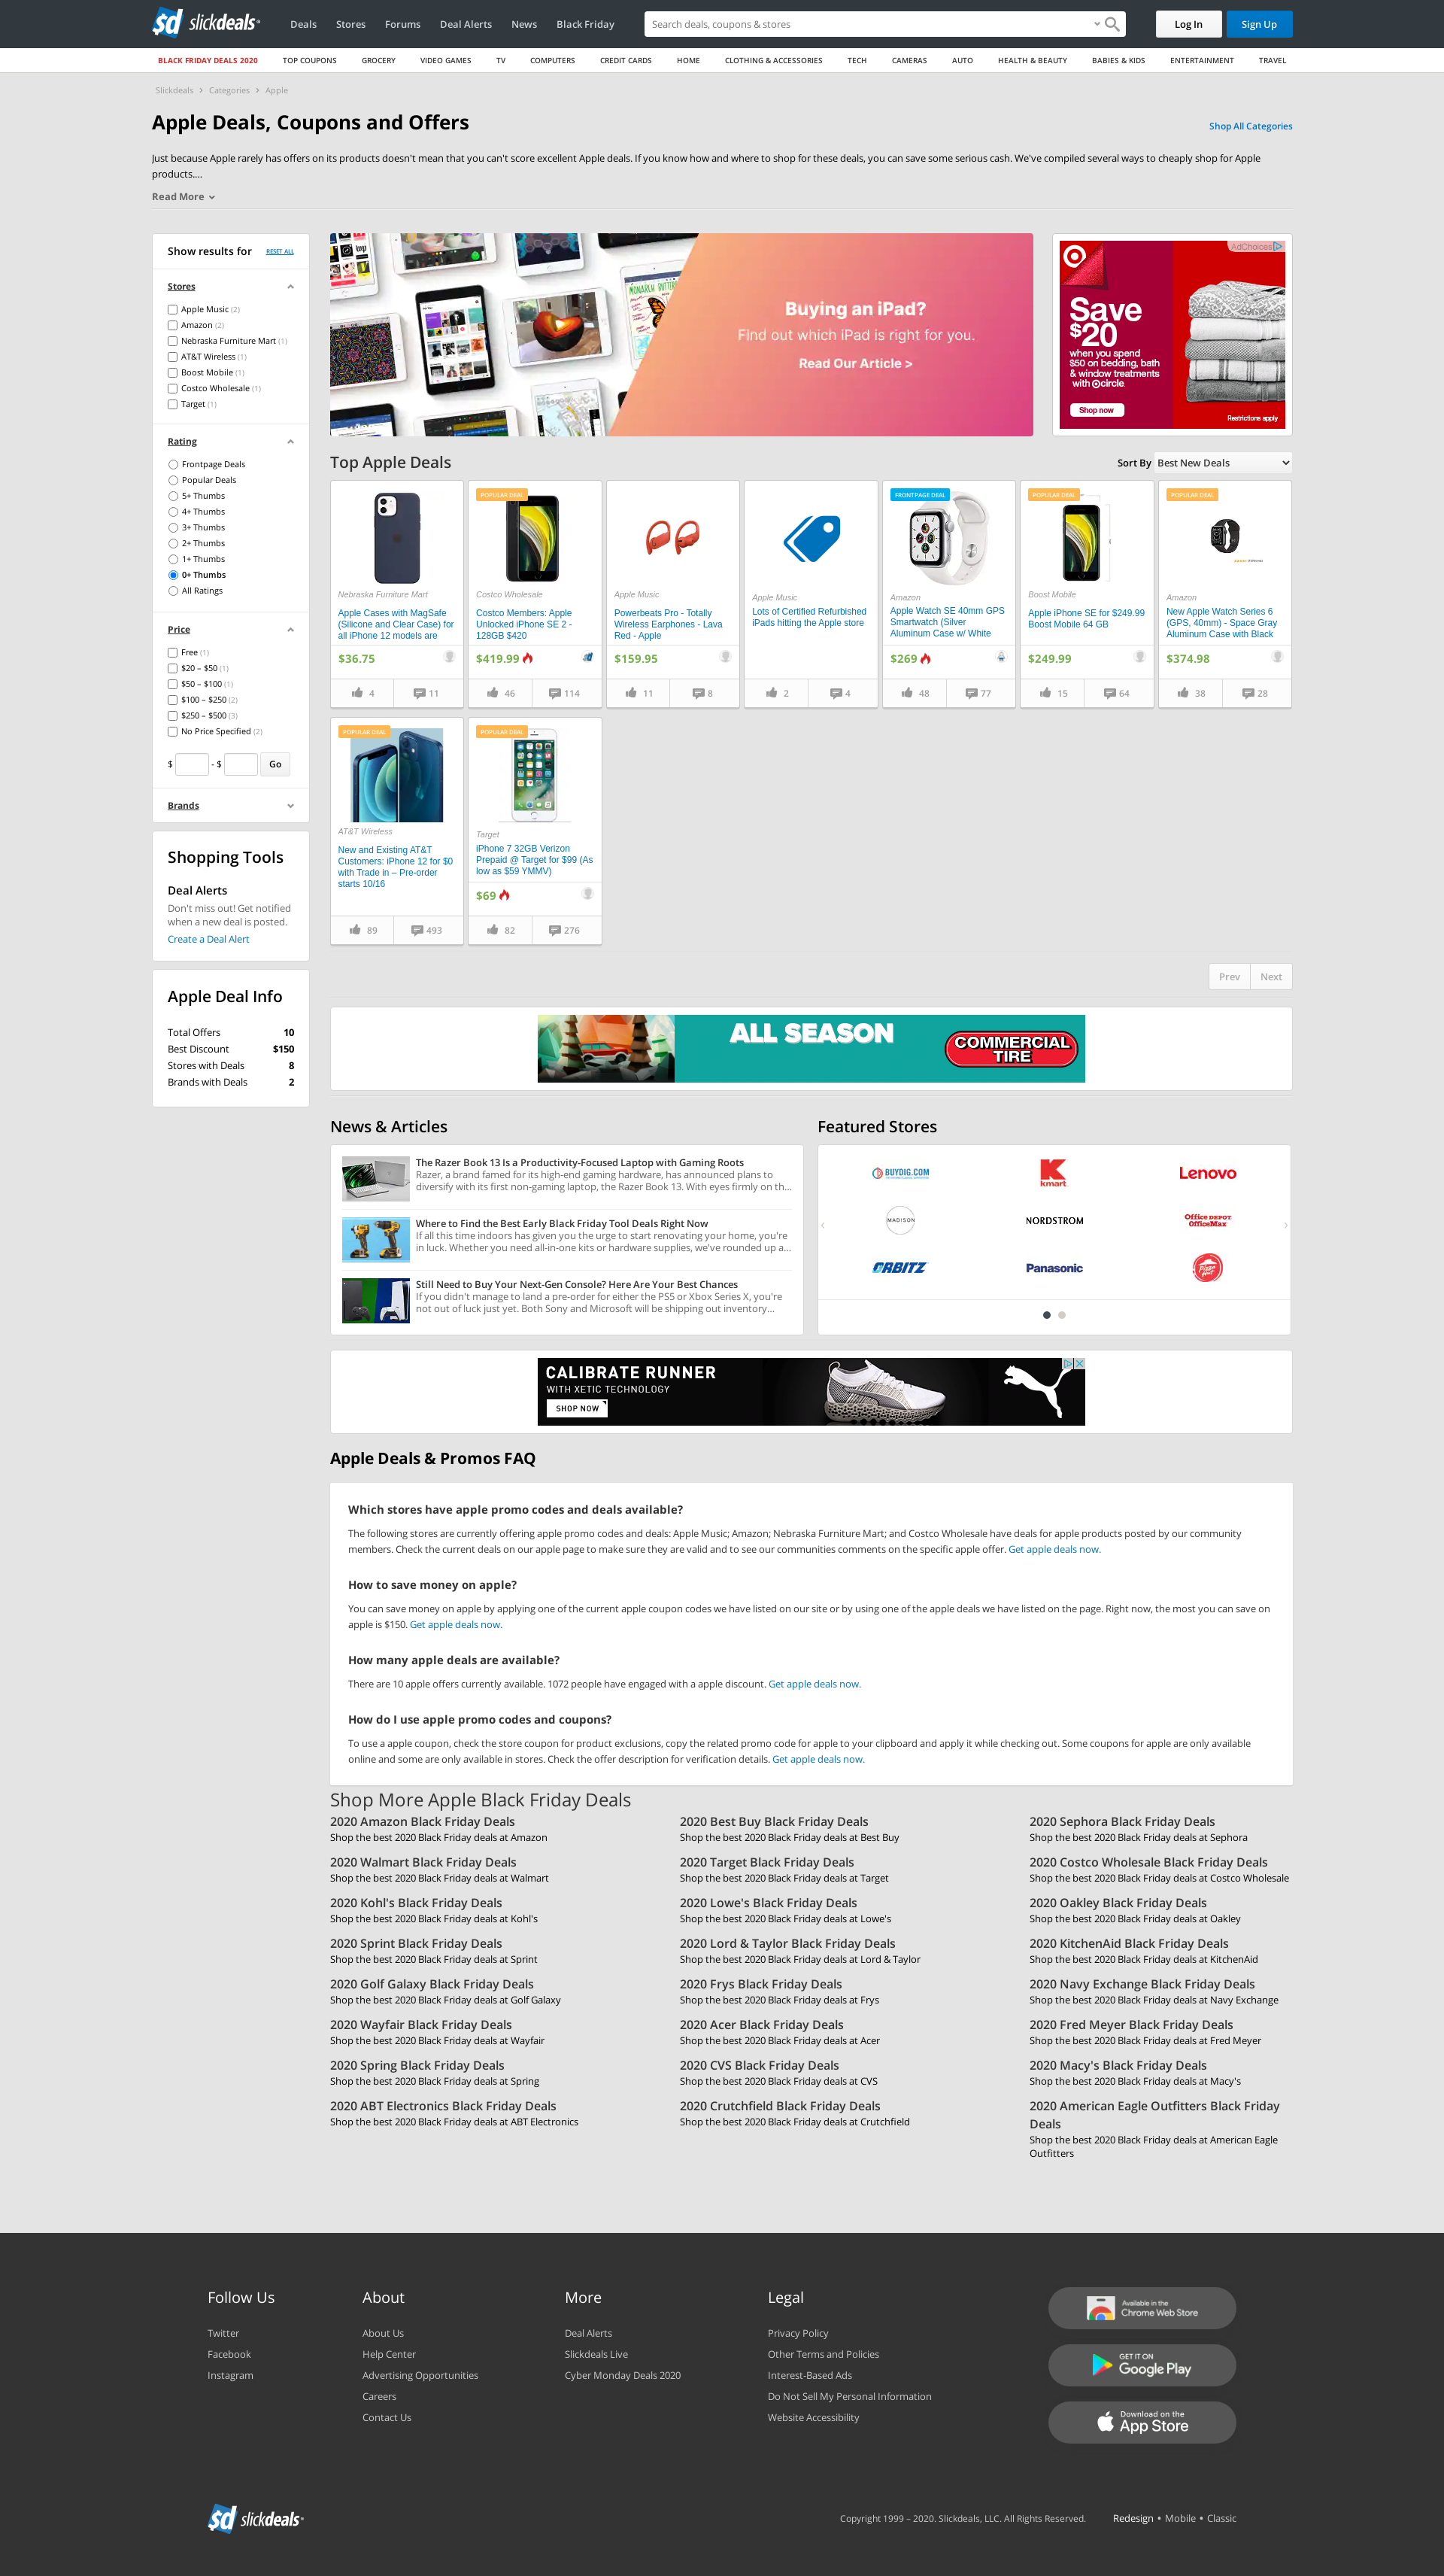 slickdeals
Deals Stores Forums Deal Alerts News Black Friday
Search deals, coupons & stores
Log In
Sign Up
BLACK FRIDAY DEALS 2020 TOP COUPONS GROCERY VIDEO GAMES TV COMPUTERS CREDIT CARDS HOME CLOTHING & ACCESSORIES TECH CAMERAS AUTO HEALTH & BEAUTY BABIES & KIDS ENTERTAINMENT TRAVEL
Slickdeals › Categories › Apple
Apple Deals, Coupons and Offers
Shop All Categories
Just because Apple rarely has offers on its products doesn't mean that you can't score excellent Apple deals. If you know how and where to shop for these deals, you can save some serious cash. We've compiled several ways to cheaply shop for Apple
products....
Read More
Show results for RESET ALL
Stores
Apple Music (2)
Amazon (2)
Nebraska Furniture Mart (1)
AT&T Wireless (1)
Boost Mobile (1)
Costco Wholesale (1)
Target (1)
Rating
Frontpage Deals
Popular Deals
5+ Thumbs
4+ Thumbs
3+ Thumbs
2+ Thumbs
1+ Thumbs
0+ Thumbs
All Ratings
Price
Free (1)
$20 – $50 (1)
$50 – $100 (1)
$100 – $250 (2)
$250 – $500 (3)
No Price Specified (2)
$ - $ Go
Brands
Shopping Tools
Deal Alerts
Don't miss out! Get notified
when a new deal is posted.
Create a Deal Alert
Apple Deal Info
Total Offers 10
Best Discount $150
Stores with Deals 8
Brands with Deals 2
Buying an iPad?
Find out which iPad is right for you.
Read Our Article >
AdChoices
Save
$20
when you spend
$50 on bedding, bath
& window treatments
with circle.
Shop now
Restrictions apply
Top Apple Deals
Sort By Best New Deals
Nebraska Furniture Mart
Apple Cases with MagSafe
(Silicone and Clear Case) for
all iPhone 12 models are
$36.75
4 11
POPULAR DEAL
Costco Wholesale
Costco Members: Apple
Unlocked iPhone SE 2 -
128GB $420
$419.99
46 114
Apple Music
Powerbeats Pro - Totally
Wireless Earphones - Lava
Red - Apple
$159.95
11 8
Apple Music
Lots of Certified Refurbished
iPads hitting the Apple store
2 4
FRONTPAGE DEAL
Amazon
Apple Watch SE 40mm GPS
Smartwatch (Silver
Aluminum Case w/ White
$269
48 77
POPULAR DEAL
Boost Mobile
Apple iPhone SE for $249.99
Boost Mobile 64 GB
$249.99
15 64
POPULAR DEAL
Amazon
New Apple Watch Series 6
(GPS, 40mm) - Space Gray
Aluminum Case with Black
$374.98
38 28
POPULAR DEAL
AT&T Wireless
New and Existing AT&T
Customers: iPhone 12 for $0
with Trade in – Pre-order
starts 10/16
89 493
POPULAR DEAL
Target
iPhone 7 32GB Verizon
Prepaid @ Target for $99 (As
low as $59 YMMV)
$69
82 276
Prev Next
ALL SEASON
COMMERCIAL
TIRE
News & Articles
The Razer Book 13 Is a Productivity-Focused Laptop with Gaming Roots
Razer, a brand famed for its high-end gaming hardware, has announced plans to
diversify with its first non-gaming laptop, the Razer Book 13. With eyes firmly on th...
Where to Find the Best Early Black Friday Tool Deals Right Now
If all this time indoors has given you the urge to start renovating your home, you're
in luck. Whether you need all-in-one kits or hardware supplies, we've rounded up a...
Still Need to Buy Your Next-Gen Console? Here Are Your Best Chances
If you didn't manage to land a pre-order for either the PS5 or Xbox Series X, you're
not out of luck just yet. Both Sony and Microsoft will be shipping out inventory...
Featured Stores
BUYDIG.COM
kmart
Lenovo
MADISON
NORDSTROM
Office DEPOT
OfficeMax
ORBITZ
Panasonic
Pizza Hut
CALIBRATE RUNNER
WITH XETIC TECHNOLOGY
SHOP NOW
Apple Deals & Promos FAQ
Which stores have apple promo codes and deals available?
The following stores are currently offering apple promo codes and deals: Apple Music; Amazon; Nebraska Furniture Mart; and Costco Wholesale have deals for apple products posted by our community
members. Check the current deals on our apple page to make sure they are valid and to see our communities comments on the specific apple offer. Get apple deals now.
How to save money on apple?
You can save money on apple by applying one of the current apple coupon codes we have listed on our site or by using one of the apple deals we have listed on the page. Right now, the most you can save on
apple is $150. Get apple deals now.
How many apple deals are available?
There are 10 apple offers currently available. 1072 people have engaged with a apple discount. Get apple deals now.
How do I use apple promo codes and coupons?
To use a apple coupon, check the store coupon for product exclusions, copy the related promo code for apple to your clipboard and apply it while checking out. Some coupons for apple are only available
online and some are only available in stores. Check the offer description for verification details. Get apple deals now.
Shop More Apple Black Friday Deals
2020 Amazon Black Friday Deals
Shop the best 2020 Black Friday deals at Amazon
2020 Best Buy Black Friday Deals
Shop the best 2020 Black Friday deals at Best Buy
2020 Sephora Black Friday Deals
Shop the best 2020 Black Friday deals at Sephora
2020 Walmart Black Friday Deals
Shop the best 2020 Black Friday deals at Walmart
2020 Target Black Friday Deals
Shop the best 2020 Black Friday deals at Target
2020 Costco Wholesale Black Friday Deals
Shop the best 2020 Black Friday deals at Costco Wholesale
2020 Kohl's Black Friday Deals
Shop the best 2020 Black Friday deals at Kohl's
2020 Lowe's Black Friday Deals
Shop the best 2020 Black Friday deals at Lowe's
2020 Oakley Black Friday Deals
Shop the best 2020 Black Friday deals at Oakley
2020 Sprint Black Friday Deals
Shop the best 2020 Black Friday deals at Sprint
2020 Lord & Taylor Black Friday Deals
Shop the best 2020 Black Friday deals at Lord & Taylor
2020 KitchenAid Black Friday Deals
Shop the best 2020 Black Friday deals at KitchenAid
2020 Golf Galaxy Black Friday Deals
Shop the best 2020 Black Friday deals at Golf Galaxy
2020 Frys Black Friday Deals
Shop the best 2020 Black Friday deals at Frys
2020 Navy Exchange Black Friday Deals
Shop the best 2020 Black Friday deals at Navy Exchange
2020 Wayfair Black Friday Deals
Shop the best 2020 Black Friday deals at Wayfair
2020 Acer Black Friday Deals
Shop the best 2020 Black Friday deals at Acer
2020 Fred Meyer Black Friday Deals
Shop the best 2020 Black Friday deals at Fred Meyer
2020 Spring Black Friday Deals
Shop the best 2020 Black Friday deals at Spring
2020 CVS Black Friday Deals
Shop the best 2020 Black Friday deals at CVS
2020 Macy's Black Friday Deals
Shop the best 2020 Black Friday deals at Macy's
2020 ABT Electronics Black Friday Deals
Shop the best 2020 Black Friday deals at ABT Electronics
2020 Crutchfield Black Friday Deals
Shop the best 2020 Black Friday deals at Crutchfield
2020 American Eagle Outfitters Black Friday
Deals
Shop the best 2020 Black Friday deals at American Eagle
Outfitters
Follow Us
Twitter
Facebook
Instagram
About
About Us
Help Center
Advertising Opportunities
Careers
Contact Us
More
Deal Alerts
Slickdeals Live
Cyber Monday Deals 2020
Legal
Privacy Policy
Other Terms and Policies
Interest-Based Ads
Do Not Sell My Personal Information
Website Accessibility
Available in the
Chrome Web Store
GET IT ON
Google Play
Download on the
App Store
slickdeals
Copyright 1999 – 2020. Slickdeals, LLC. All Rights Reserved.
Redesign • Mobile • Classic